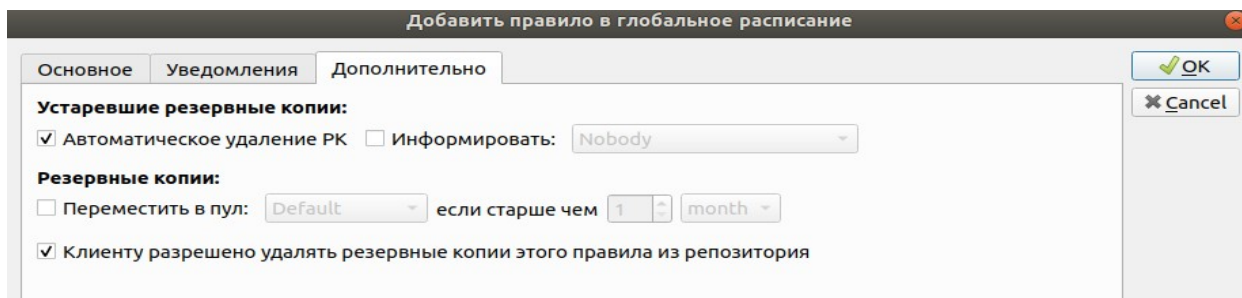 Добавить правило в глобальное расписание
Основное Уведомления Дополнительно
OK
Cancel
Устаревшие резервные копии:
Автоматическое удаление РК Информировать: Nobody
Резервные копии:
Переместить в пул: Default если старше чем 1 month
Клиенту разрешено удалять резервные копии этого правила из репозитория